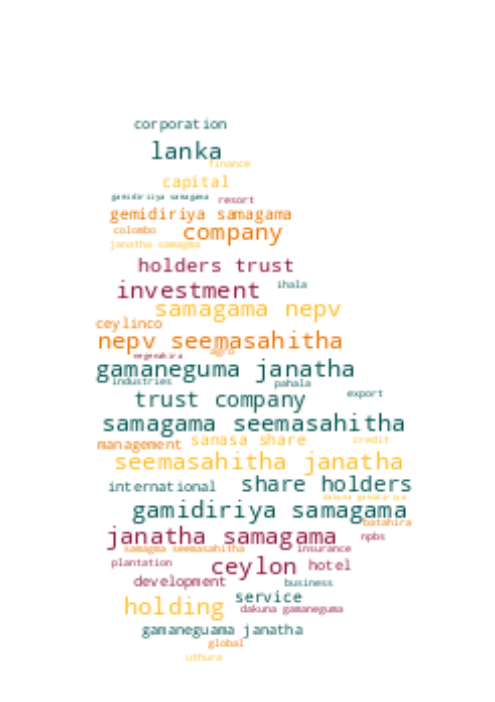 corporation
lanka
finance
capital
gamidiriiya samagama
resort
gemidiriya samagama
colombo
company
janatha samagma
holders trust
ihala
investment
samagama nepv
ceylinco
nepv seemasahitha
agro
negenahira
gamaneguma janatha
industries
pahala
trust company
export
samagama seemasahitha
management
sanasa share
credit
seemasahitha janatha
international
share holders
dakuna gamidiriya
gamidiriya samagama
batahira
janatha samagama
npbs
samagma seemasahitha
insurance
plantation
ceylon
hotel
development
business
service
holding
dakuna gamaneguma
gamaneguama janatha
global
uthura